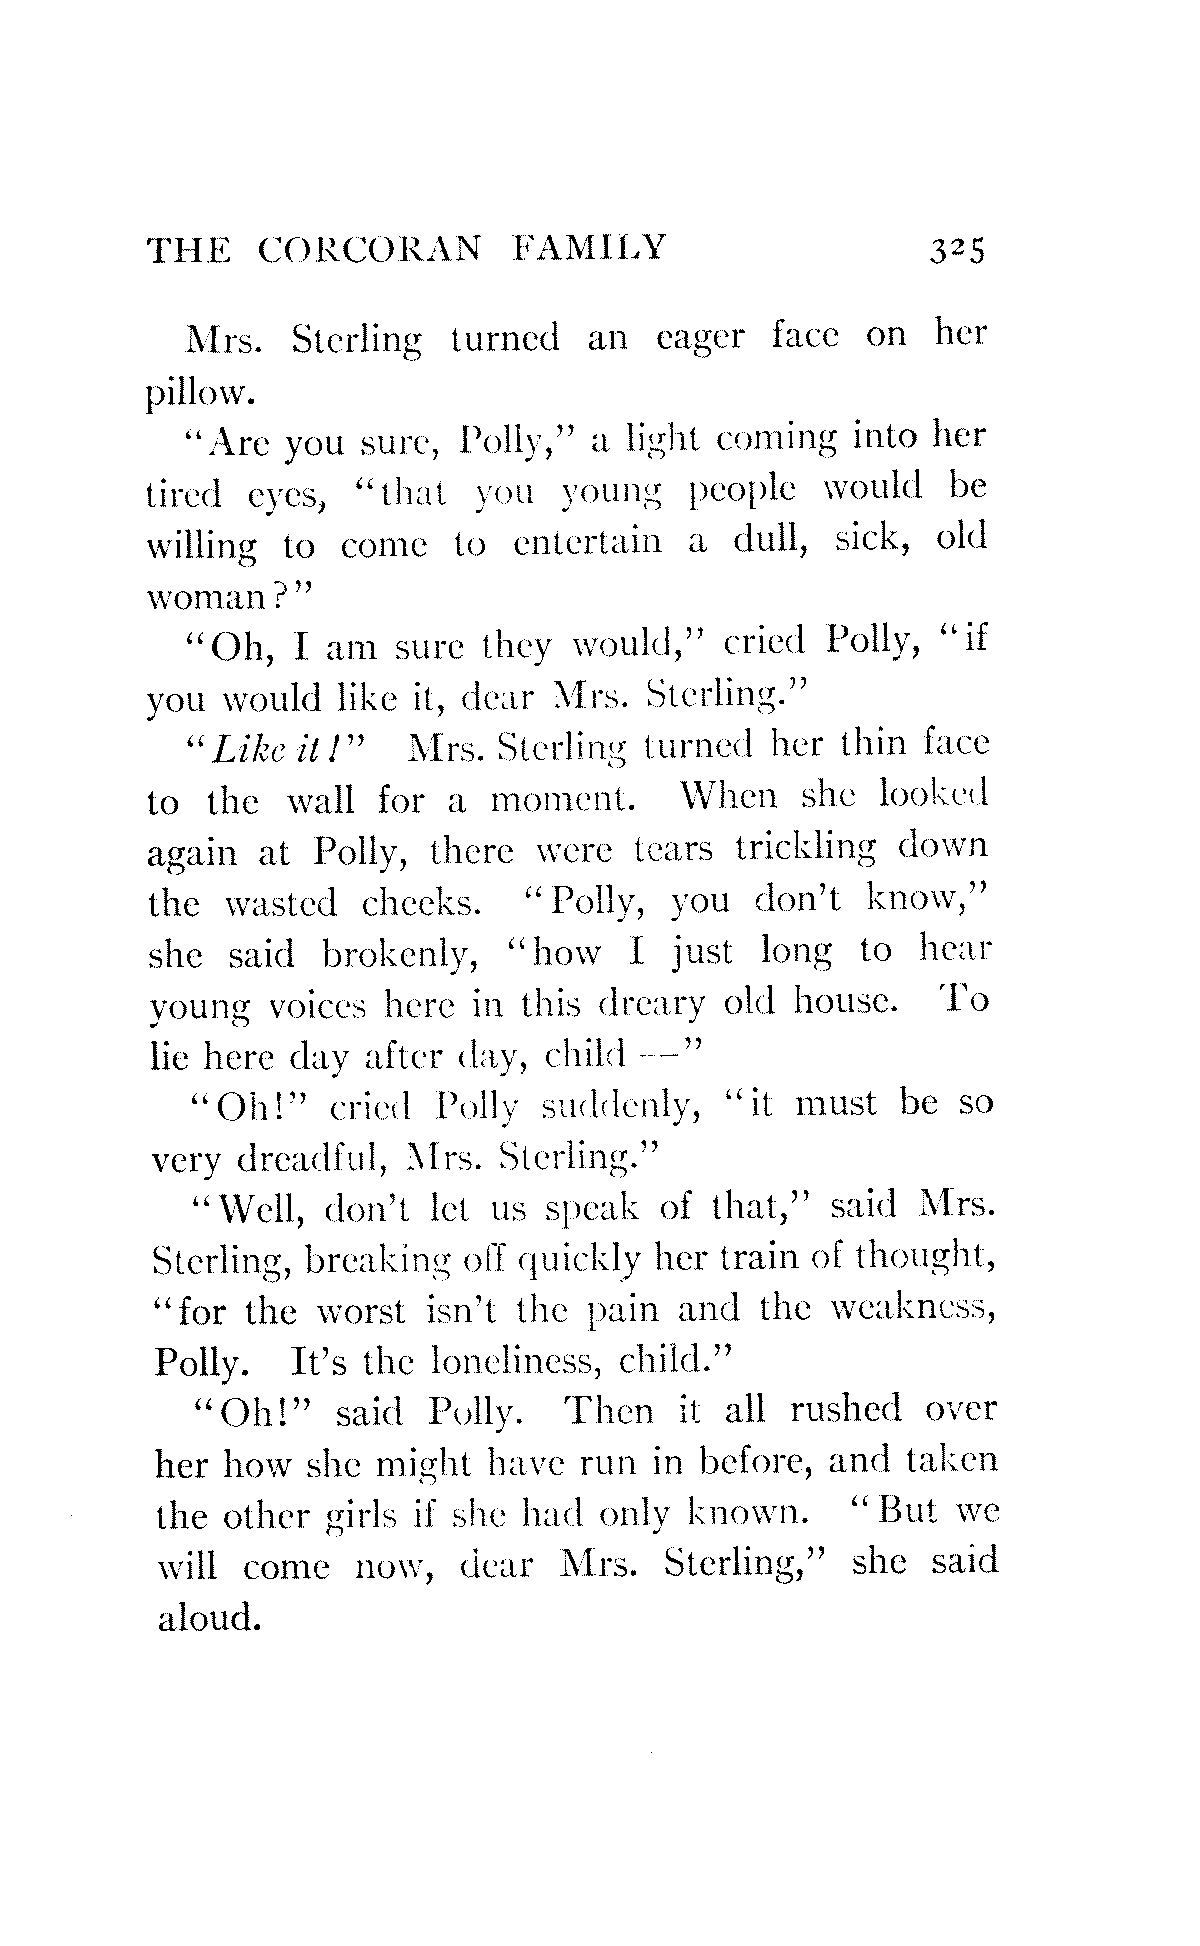 THE CORCORAN FAMILY 325
Mrs. Sterling turned an eager face on her
pillow.
“Are you sure, Polly,” a light coming into her
tired eyes, “that you young people would be
willing to come to entertain a dull, sick, old
woman?”
“Oh, I am sure they would,” cried Polly, “if
you would like it, dear Mrs. Sterling.”
“Like it!” Mrs. Sterling turned her thin face
to the wall for a moment. When she looked
again at Polly, there were tears trickling down
the wasted cheeks. “Polly, you don’t know,”
she said brokenly, “how I just long to hear
young voices here in this dreary old house. To
lie here day after day, child —”
“Oh!” cried Polly suddenly, “it must be so
very dreadful, Mrs. Sterling.”
“Well, don’t let us speak of that,” said Mrs.
Sterling, breaking off quickly her train of thought,
“for the worst isn’t the pain and the weakness,
Polly. It’s the loneliness, child.”
“Oh!” said Polly. Then it all rushed over
her how she might have run in before, and taken
the other girls if she had only known. “But we
will come now, dear Mrs. Sterling,” she said
aloud.